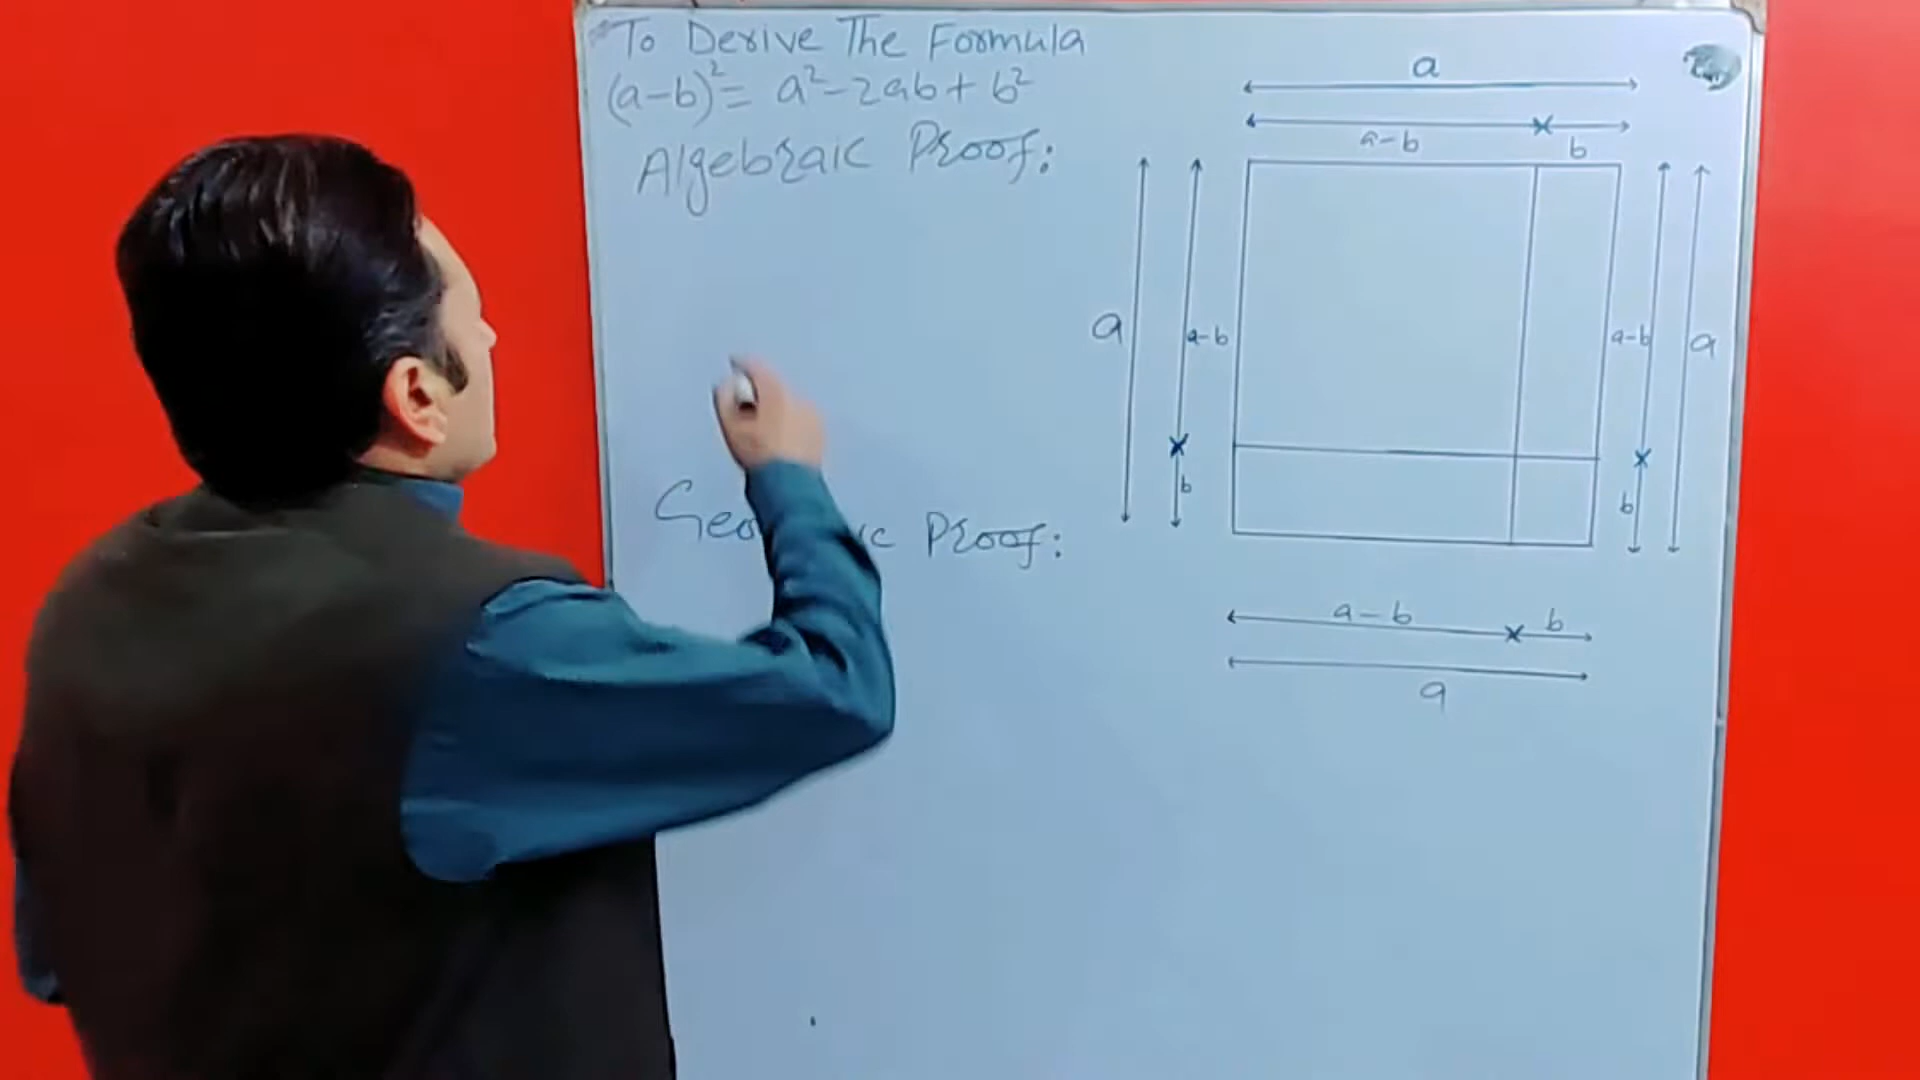 To Derive The Formula
(a-b)² = a² - 2ab + b²
Algebraic Proof:
Proof:
a
a-b
b
a
a-b
b
a-b
b
a
a-b
b
a